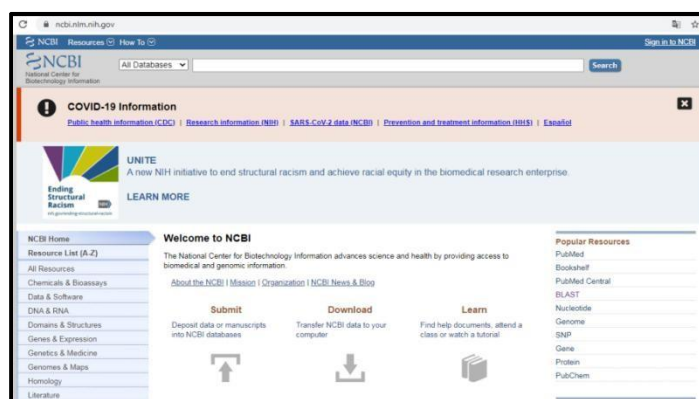 ncbi.nlm.nih.gov
NCBI Resources How To Sign in to NCBI
NCBI
National Center for
Biotechnology Information
All Databases Search
COVID-19 Information
Public health information (CDC) | Research information (NIH) | SARS-CoV-2 data (NCBI) | Prevention and treatment information (HHS) | Español
UNITE
A new NIH initiative to end structural racism and achieve racial equity in the biomedical research enterprise.
LEARN MORE
Ending
Structural
Racism
NCBI Home
Resource List (A-Z)
All Resources
Chemicals & Bioassays
Data & Software
DNA & RNA
Domains & Structures
Genes & Expression
Genetics & Medicine
Genomes & Maps
Homology
Literature
Welcome to NCBI
The National Center for Biotechnology Information advances science and health by providing access to
biomedical and genomic information.
About the NCBI | Mission | Organization | NCBI News & Blog
Submit
Deposit data or manuscripts
into NCBI databases
Download
Transfer NCBI data to your
computer
Learn
Find help documents, attend a
class or watch a tutorial
Popular Resources
PubMed
Bookshelf
PubMed Central
BLAST
Nucleotide
Genome
SNP
Gene
Protein
PubChem